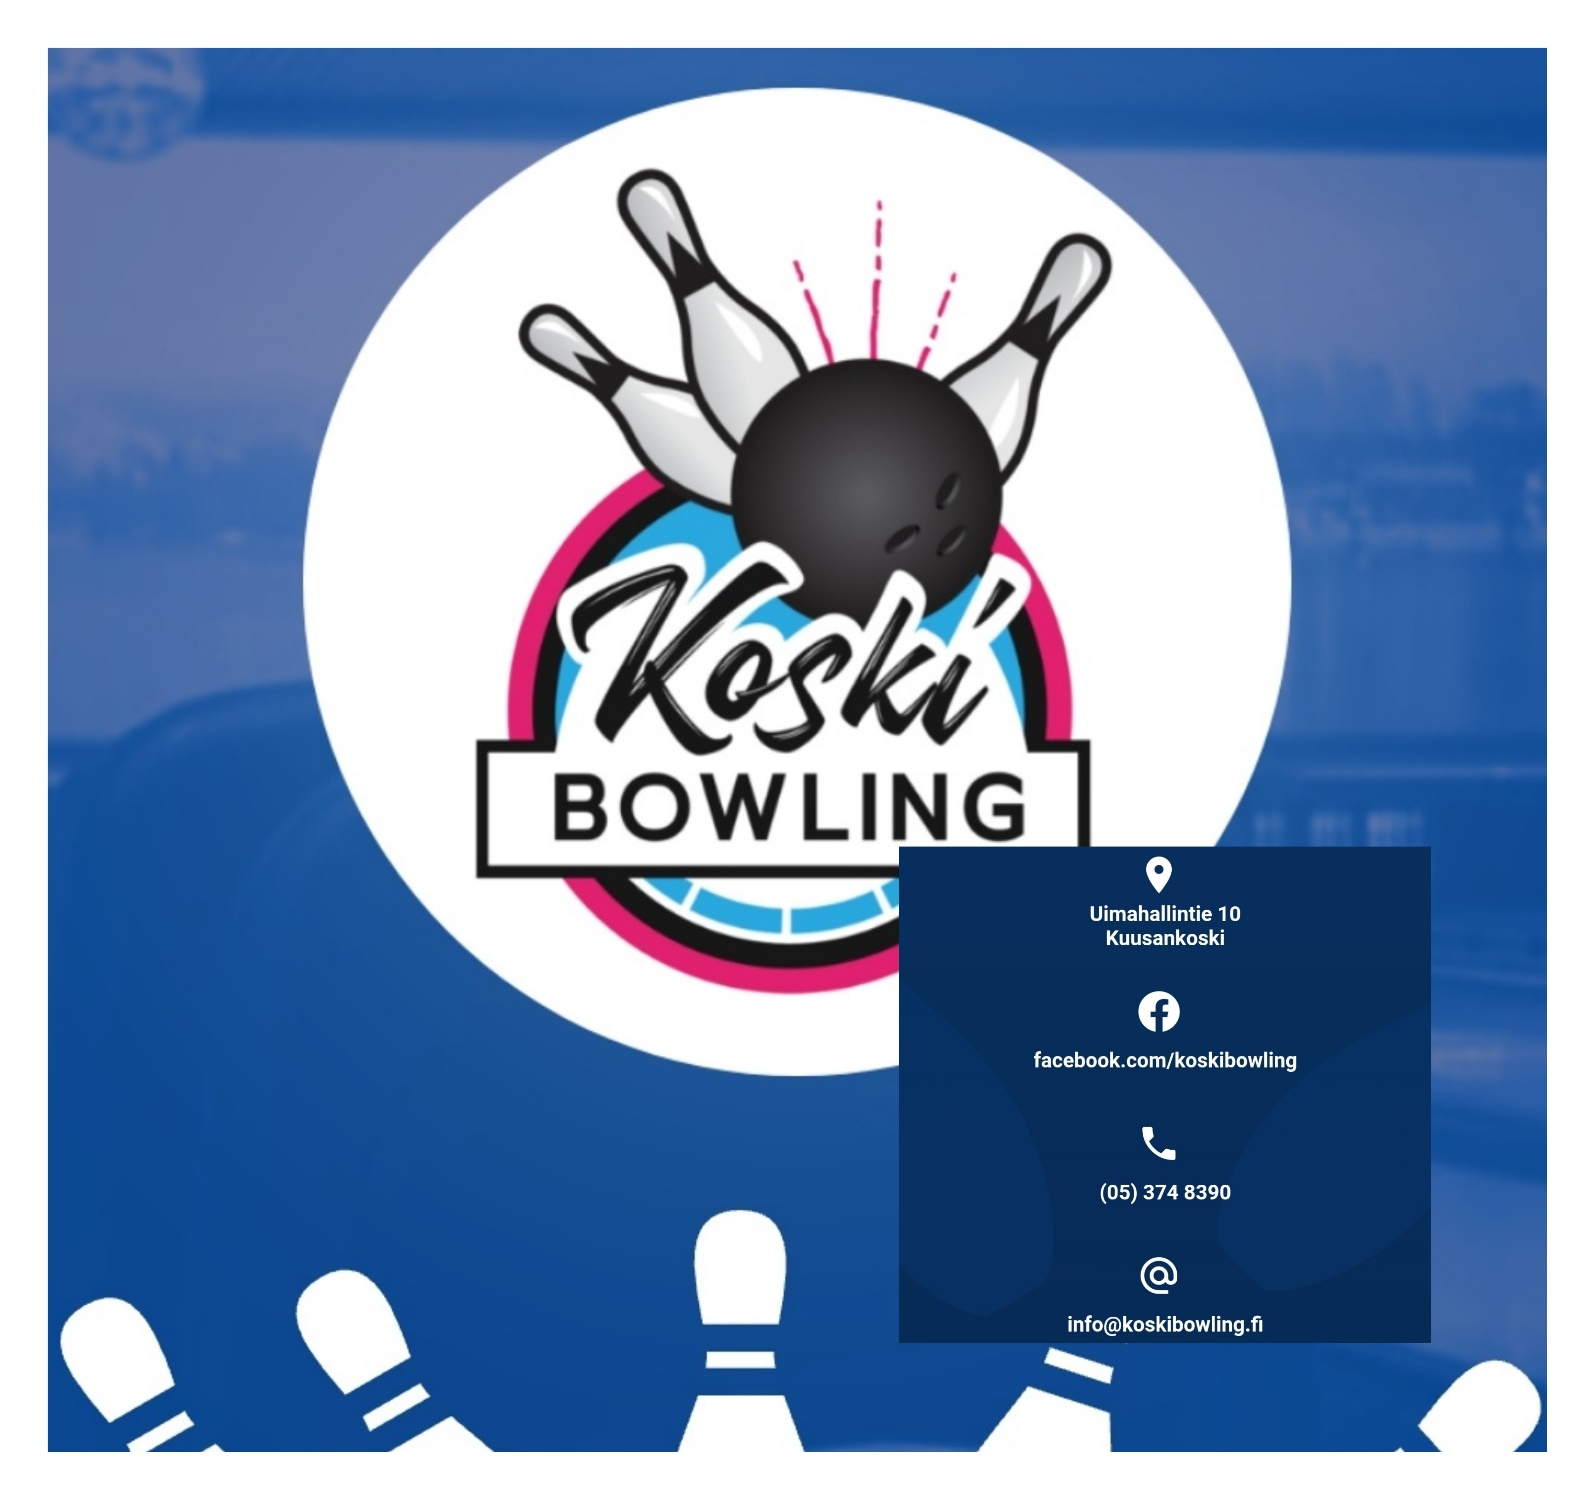 Koski
BOWLING
Uimahallintie 10
Kuusankoski
facebook.com/koskibowling
(05) 374 8390
info@koskibowling.fi